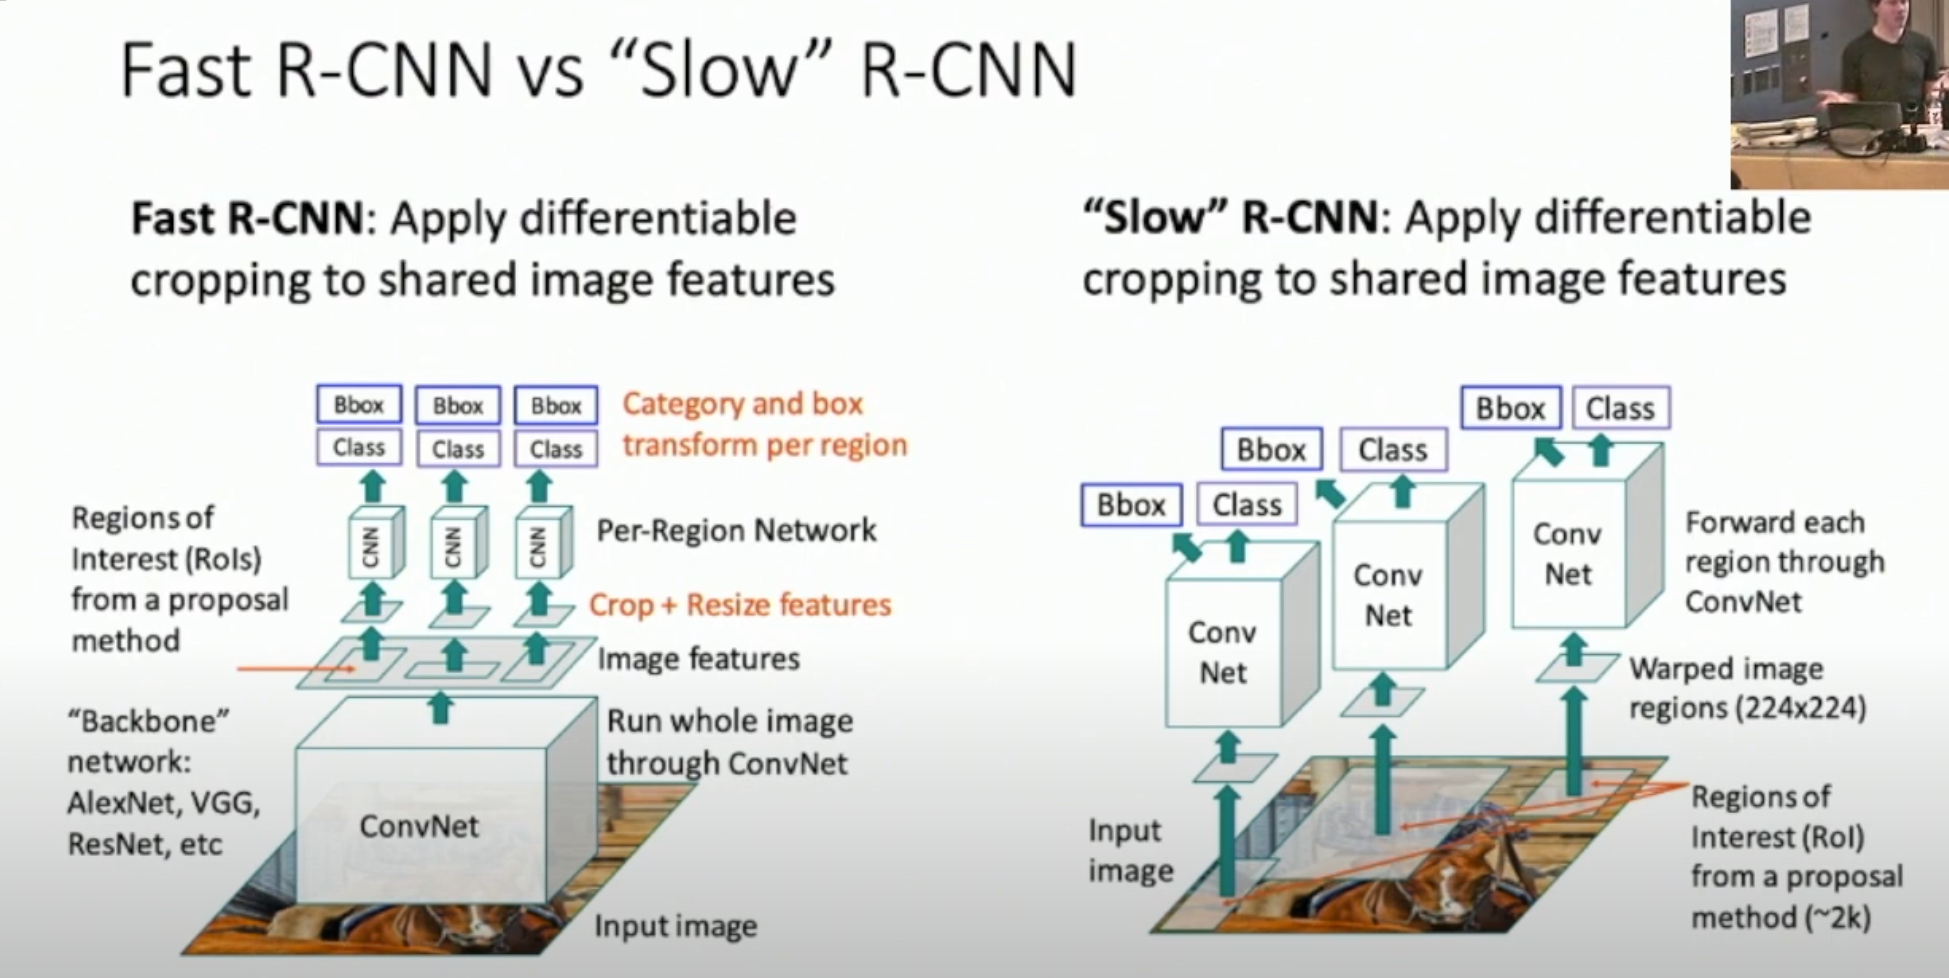 Fast R-CNN vs “Slow” R-CNN
Fast R-CNN: Apply differentiable
cropping to shared image features
Bbox Bbox Bbox
Class Class Class
Category and box
transform per region
CNN CNN CNN
Per-Region Network
Regions of
Interest (RoIs)
from a proposal
method
Crop + Resize features
Image features
“Backbone”
network:
AlexNet, VGG,
ResNet, etc
Run whole image
through ConvNet
ConvNet
Input image
“Slow” R-CNN: Apply differentiable
cropping to shared image features
Bbox Class
Bbox Class
Bbox Class
Conv
Net
Conv
Net
Conv
Net
Forward each
region through
ConvNet
Warped image
regions (224x224)
Input
image
Regions of
Interest (RoI)
from a proposal
method (~2k)